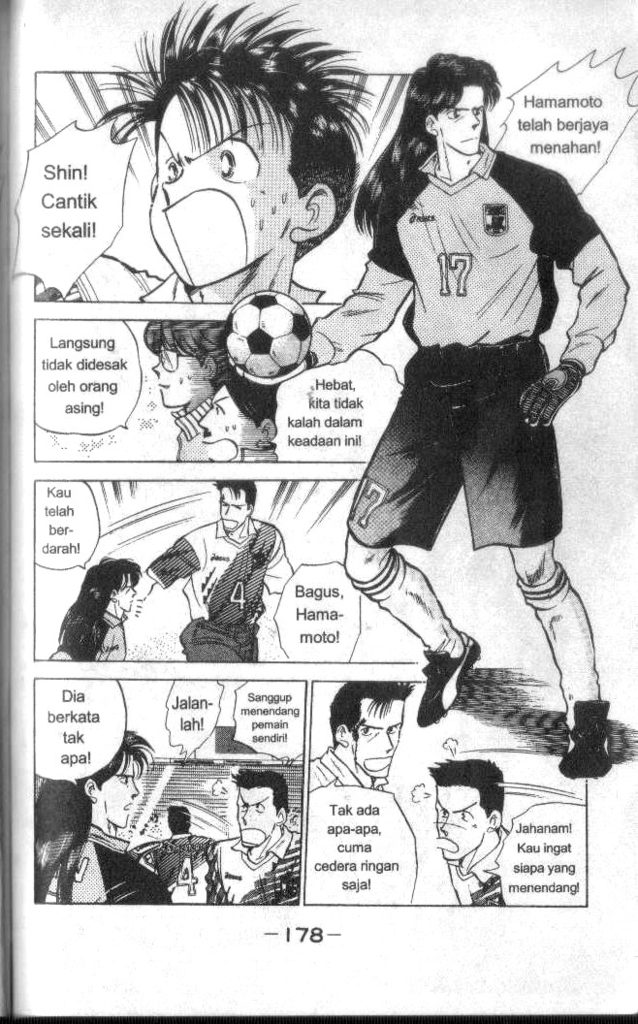 Shin!
Cantik
sekali!
Hamamoto
telah berjaya
menahan!
asics
17
Langsung
tidak didesak
oleh orang
asing!
Hebat,
kita tidak
kalah dalam
keadaan ini!
17
Kau
telah
ber-
darah!
asics
4
Bagus,
Hama-
moto!
Dia
berkata
tak
apa!
Jalan-
lah!
Sanggup
menendang
pemain
sendiri!
4
Tak ada
apa-apa,
cuma
cedera ringan
saja!
Jahanam!
Kau ingat
siapa yang
menendang!
-178-